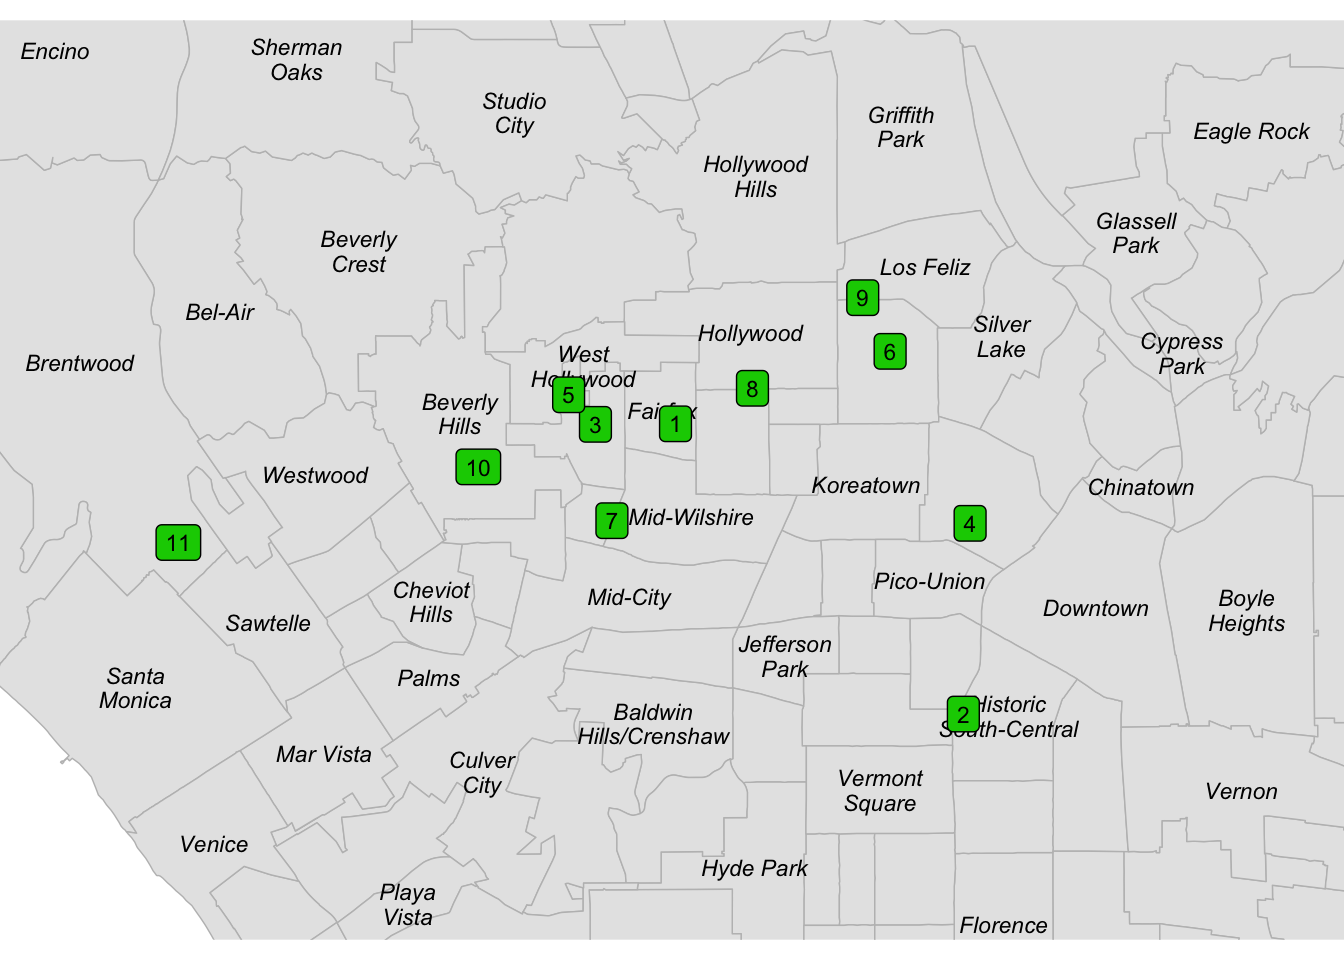 Encino
Sherman
Oaks
Studio
City
Griffith
Park
Eagle Rock
Hollywood
Hills
Glassell
Park
Beverly
Crest
Los Feliz
9
Bel-Air
Hollywood
Silver
Lake
6
Cypress
Park
Brentwood
West
Hollywood
5
8
Beverly
Hills
3
Fairfax
1
10
Westwood
Koreatown
Chinatown
7
Mid-Wilshire
4
11
Cheviot
Hills
Mid-City
Pico-Union
Downtown
Boyle
Heights
Sawtelle
Jefferson
Park
Santa
Monica
Palms
Baldwin
Hills/Crenshaw
2
Historic
South-Central
Mar Vista
Culver
City
Vermont
Square
Vernon
Venice
Hyde Park
Playa
Vista
Florence